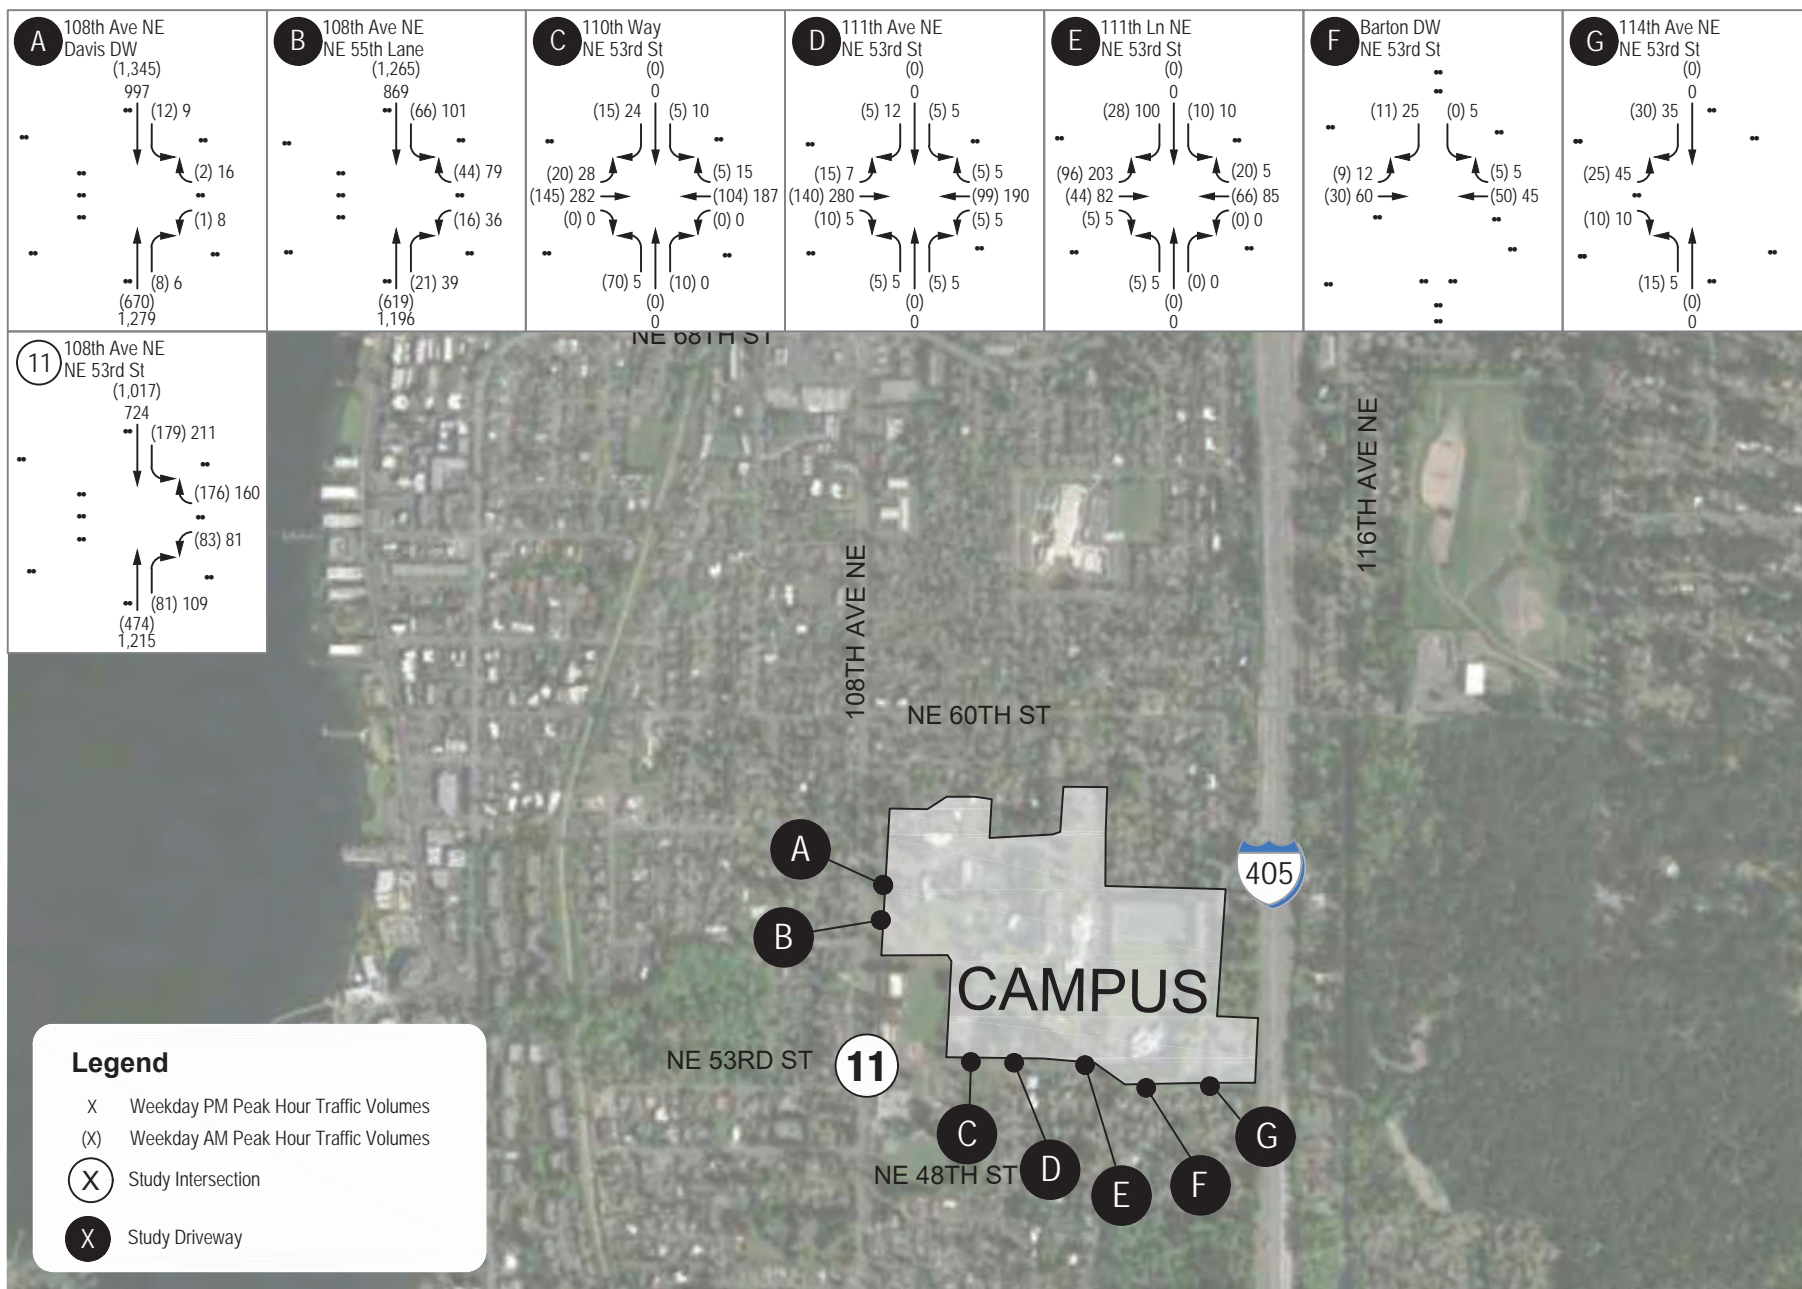 A
108th Ave NE
Davis DW
(1,345)
997
(12) 9
(2) 16
(1) 8
(8) 6
(670)
1,279
B
108th Ave NE
NE 55th Lane
(1,265)
869
(66) 101
(44) 79
(16) 36
(21) 39
(619)
1,196
C
110th Way
NE 53rd St
(0)
0
(15) 24
(5) 10
(20) 28
(5) 15
(145) 282
(104) 187
(0) 0
(0) 0
(70) 5
(10) 0
(0)
0
D
111th Ave NE
NE 53rd St
(0)
0
(5) 12
(5) 5
(15) 7
(5) 5
(140) 280
(99) 190
(10) 5
(5) 5
(5) 5
(5) 5
(0)
0
E
111th Ln NE
NE 53rd St
(0)
0
(28) 100
(10) 10
(96) 203
(20) 5
(44) 82
(66) 85
(5) 5
(0) 0
(5) 5
(0) 0
(0)
0
F
Barton DW
NE 53rd St
(11) 25
(0) 5
(9) 12
(5) 5
(30) 60
(50) 45
G
114th Ave NE
NE 53rd St
(0)
0
(30) 35
(25) 45
(10) 10
(15) 5
(0)
0
11
108th Ave NE
NE 53rd St
(1,017)
724
(179) 211
(176) 160
(83) 81
(81) 109
(474)
1,215
NE 68TH ST
116TH AVE NE
108TH AVE NE
NE 60TH ST
A
B
405
CAMPUS
NE 53RD ST
11
C
D
E
F
G
NE 48TH ST
Legend
X Weekday PM Peak Hour Traffic Volumes
(X) Weekday AM Peak Hour Traffic Volumes
X Study Intersection
X Study Driveway